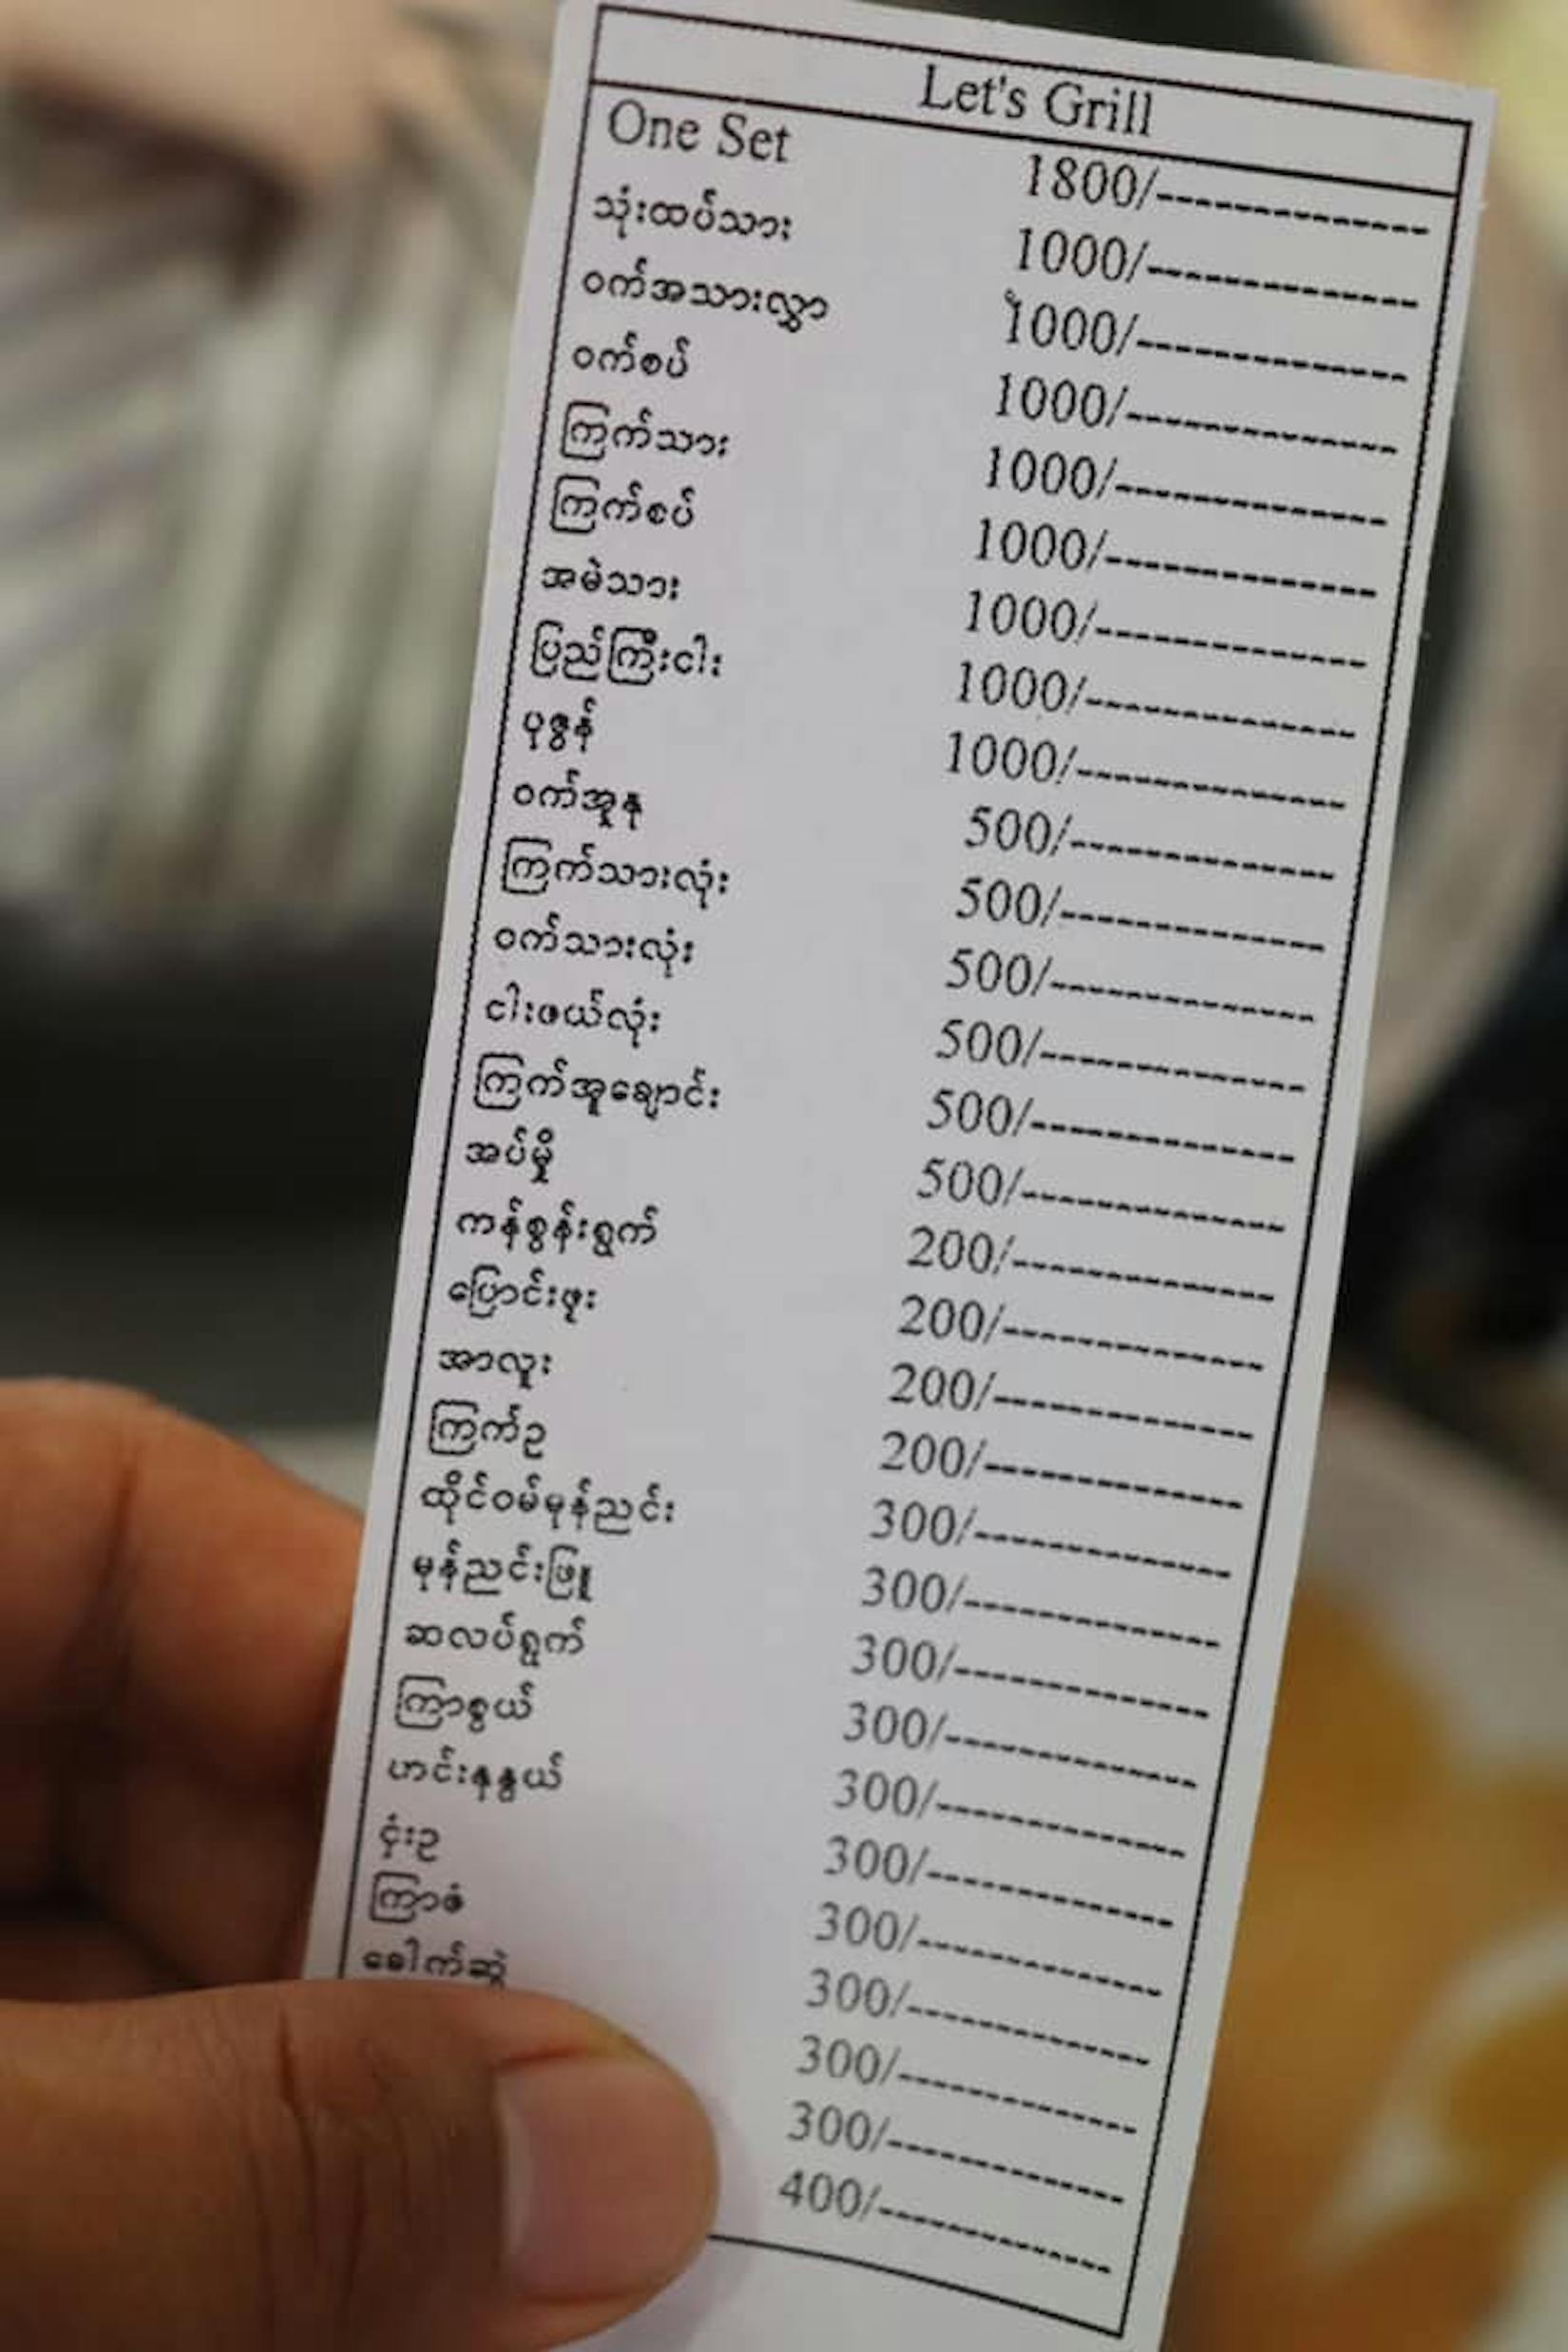 Let's Grill
One Set 1800/-------------
သုံးထပ်သား 1000/-------------
ဝက်အသားလွှာ 1000/-------------
ဝက်စပ် 1000/-------------
ကြက်သား 1000/-------------
ကြက်စပ် 1000/-------------
အမဲသား 1000/-------------
ပြည်ကြီးငါး 1000/-------------
ပုဇွန် 1000/-------------
ဝက်အူနု 500/-------------
ကြက်သားလုံး 500/-------------
ဝက်သားလုံး 500/-------------
ငါးဖယ်လုံး 500/-------------
ကြက်အူချောင်း 500/-------------
အပ်မှို 500/-------------
ကန်စွန်းရွက် 200/-------------
ပြောင်းဖူး 200/-------------
အာလူး 200/-------------
ကြက်ဥ 200/-------------
ထိုင်ဝမ်မုန်ညင်း 300/-------------
မုန်ညင်းဖြူ 300/-------------
ဆလပ်ရွက် 300/-------------
ကြာစွယ် 300/-------------
ဟင်းနုနွယ် 300/-------------
ငုံးဥ 300/-------------
ကြာဇံ 300/-------------
ခေါက်ဆွဲ 300/-------------
300/-------------
300/-------------
400/-------------